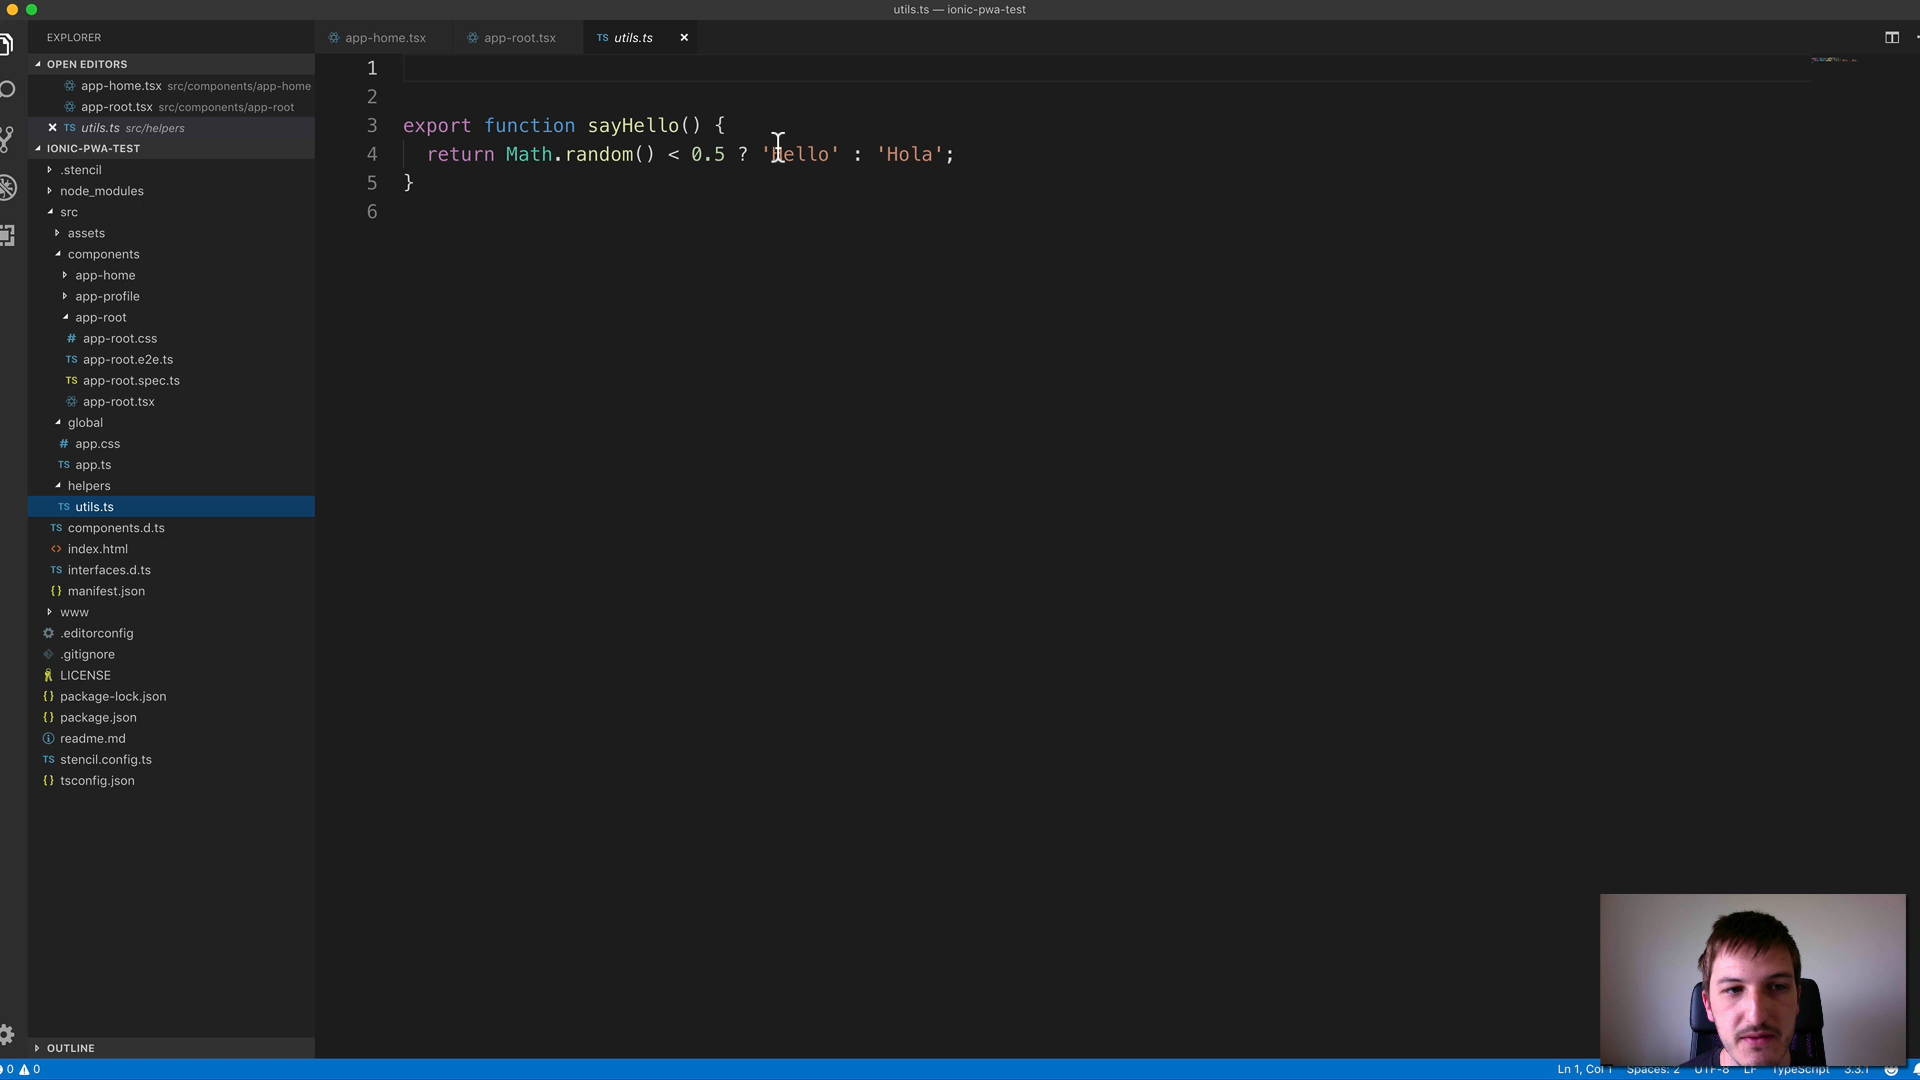 utils.ts — ionic-pwa-test
EXPLORER
OPEN EDITORS
app-home.tsx src/components/app-home
app-root.tsx src/components/app-root
TS utils.ts src/helpers
IONIC-PWA-TEST
.stencil
node_modules
src
assets
components
app-home
app-profile
app-root
# app-root.css
TS app-root.e2e.ts
TS app-root.spec.ts
app-root.tsx
global
# app.css
TS app.ts
helpers
TS utils.ts
TS components.d.ts
<> index.html
TS interfaces.d.ts
{} manifest.json
www
.editorconfig
.gitignore
LICENSE
{} package-lock.json
{} package.json
readme.md
TS stencil.config.ts
{} tsconfig.json
OUTLINE
app-home.tsx
app-root.tsx
TS utils.ts
1
2
3 export function sayHello() {
4 return Math.random() < 0.5 ? 'Hello' : 'Hola';
5 }
6
0 0
Ln 1, Col 1 Spaces: 2 UTF-8 LF TypeScript 3.3.1